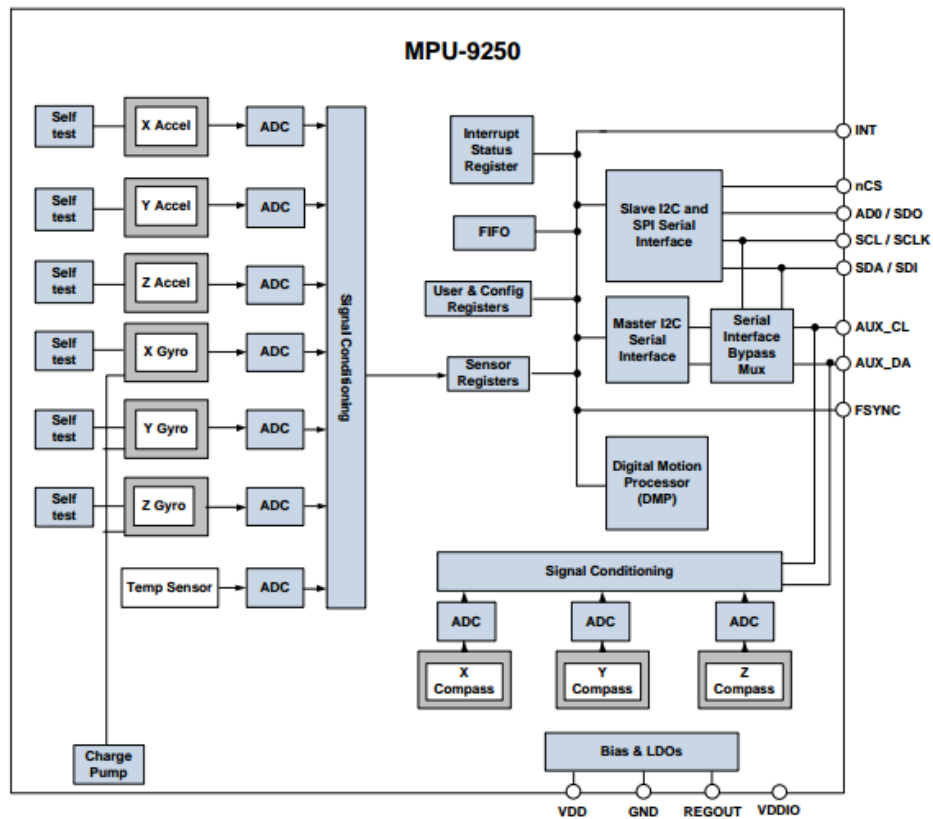 MPU-9250
Self
test
X Accel
ADC
Self
test
Y Accel
ADC
Self
test
Z Accel
ADC
Self
test
X Gyro
ADC
Self
test
Y Gyro
ADC
Self
test
Z Gyro
ADC
Temp Sensor
ADC
Signal Conditioning
Charge
Pump
Interrupt
Status
Register
FIFO
User & Config
Registers
Sensor
Registers
Slave I2C and
SPI Serial
Interface
Master I2C
Serial
Interface
Serial
Interface
Bypass
Mux
Digital Motion
Processor
(DMP)
INT
nCS
AD0 / SDO
SCL / SCLK
SDA / SDI
AUX_CL
AUX_DA
FSYNC
Signal Conditioning
ADC
ADC
ADC
X
Compass
Y
Compass
Z
Compass
Bias & LDOs
VDD
GND
REGOUT
VDDIO